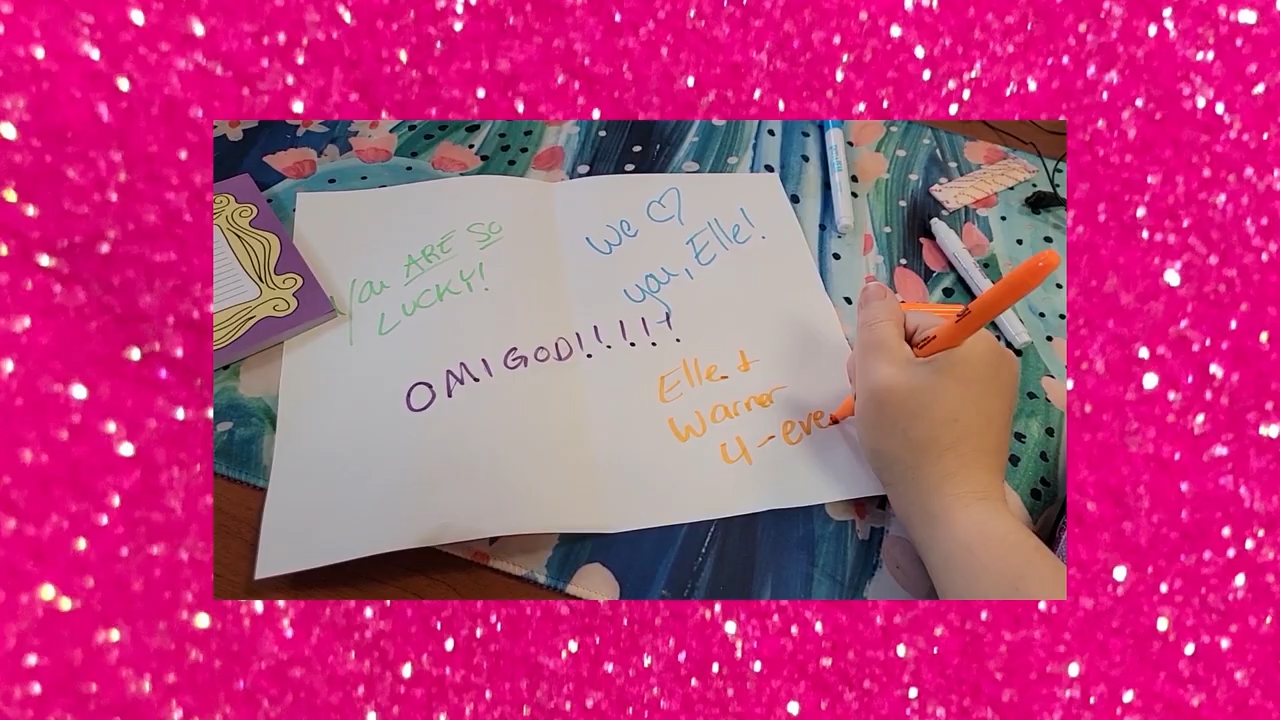 You ARE SO
LUCKY!
We ♡
you, Elle!
OMIGOD!!!!!
Elle +
Warner
4-eve